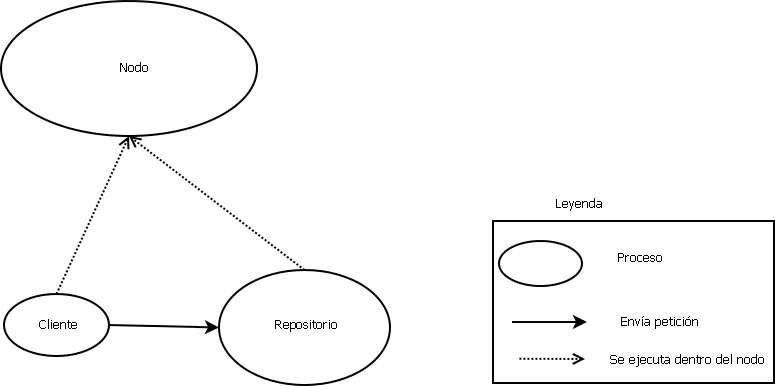 Nodo
Leyenda
Proceso
Cliente
Repositorio
Envía petición
Se ejecuta dentro del nodo